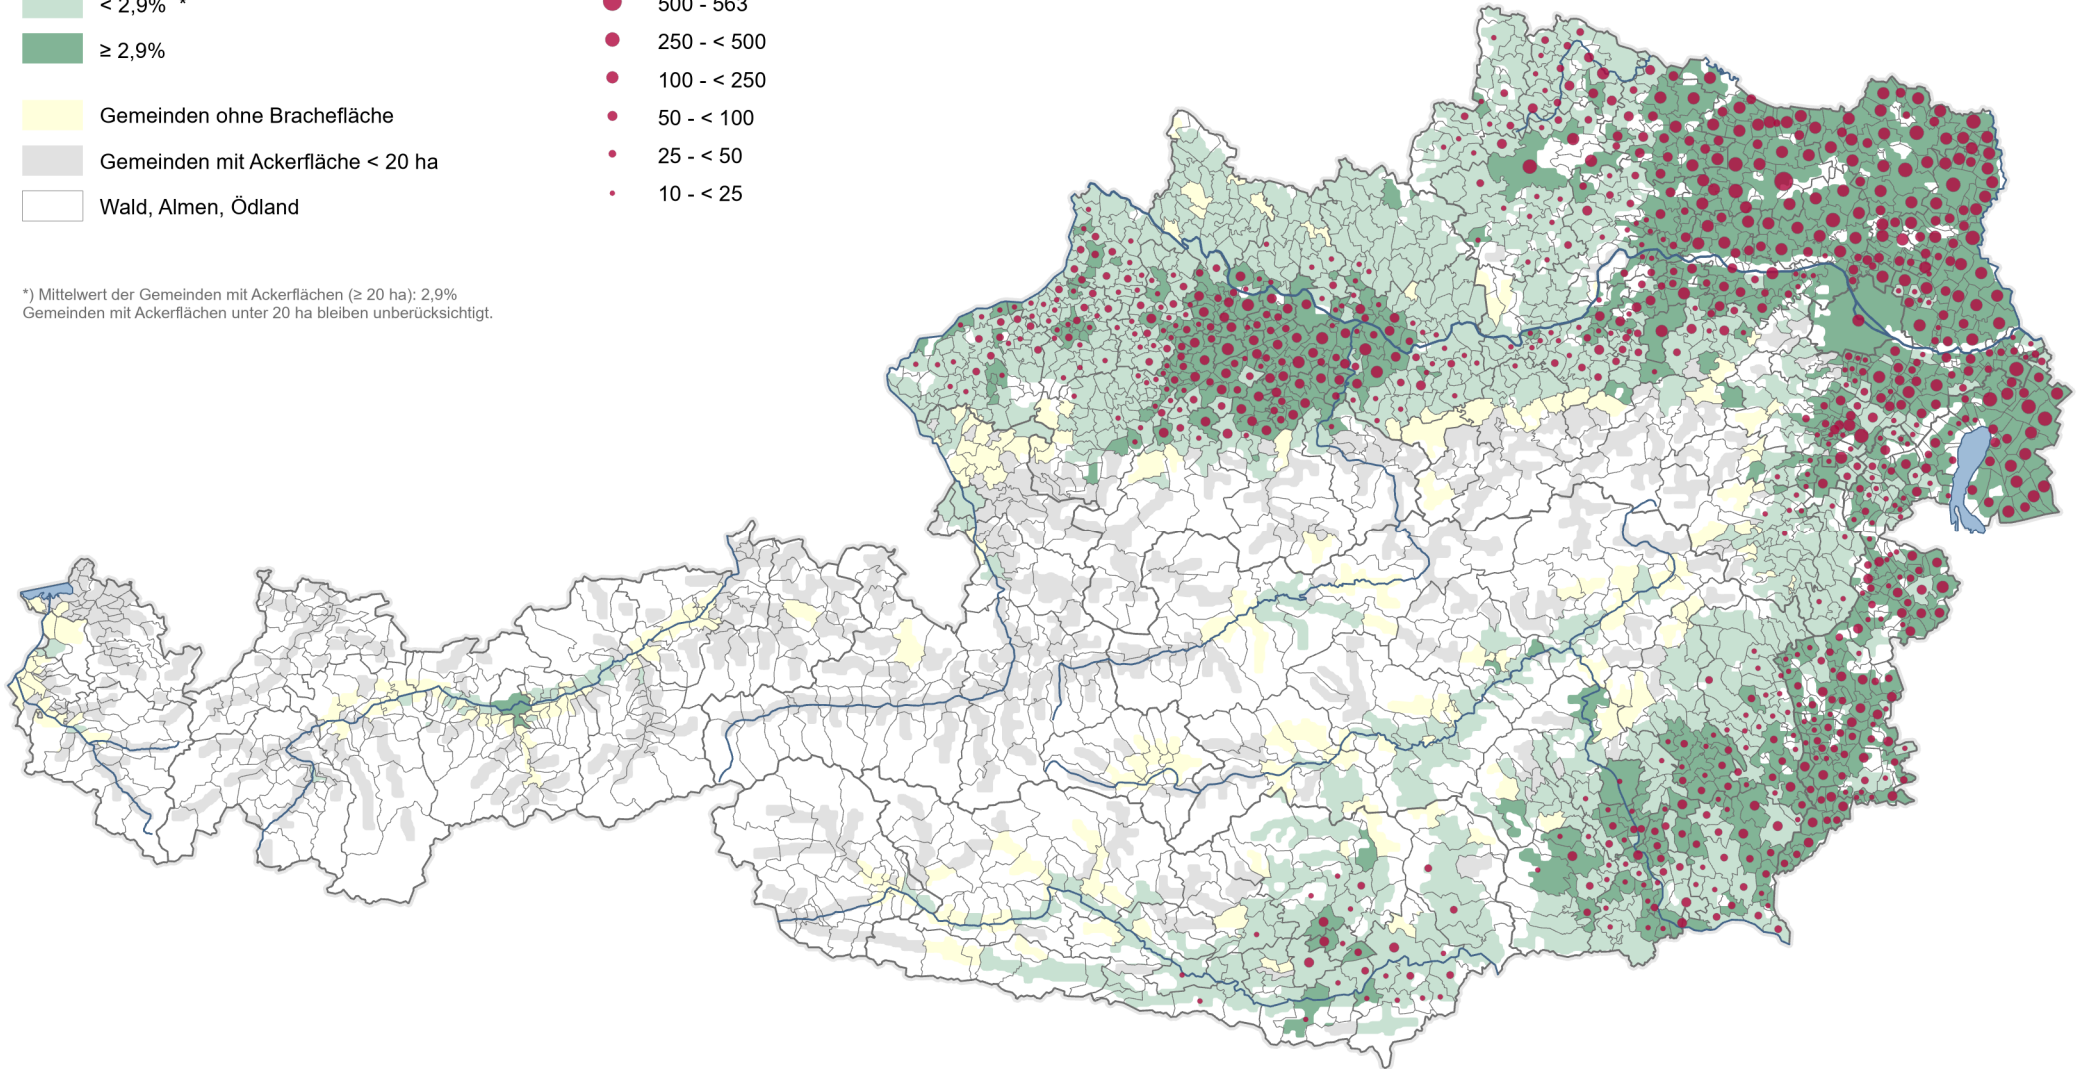 < 2,9% *
≥ 2,9%
Gemeinden ohne Brachefläche
Gemeinden mit Ackerfläche < 20 ha
Wald, Almen, Ödland
500 - 563
250 - < 500
100 - < 250
50 - < 100
25 - < 50
10 - < 25
*) Mittelwert der Gemeinden mit Ackerflächen (≥ 20 ha): 2,9%
Gemeinden mit Ackerflächen unter 20 ha bleiben unberücksichtigt.